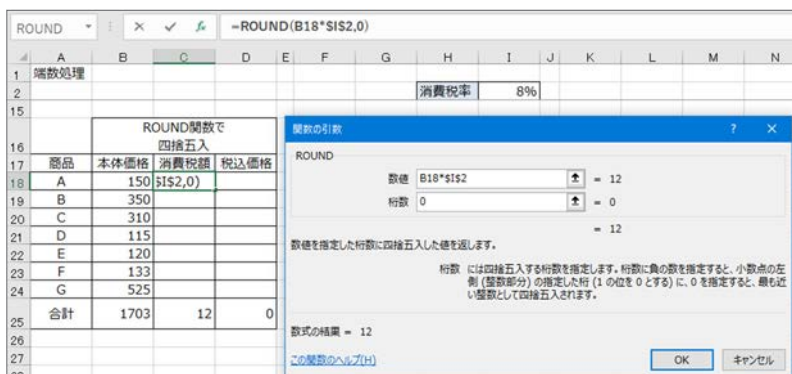 ROUND =ROUND(B18*$I$2,0)
A B C D E F G H I J K L M N
1 端数処理
2 消費税率 8%
15
ROUND関数で
16 四捨五入
17 商品 本体価格 消費税額 税込価格
18 A 150 $I$2,0)
19 B 350
20 C 310
21 D 115
22 E 120
23 F 133
24 G 525
25 合計 1703 12 0
26
27
関数の引数 ? ×
ROUND
数値 B18*$I$2 = 12
桁数 0 = 0
= 12
数値を指定した桁数に四捨五入した値を返します。
桁数 には四捨五入する桁数を指定します。桁数に負の数を指定すると、小数点の左
側 (整数部分) の指定した桁 (1 の位を 0 とする) に、0 を指定すると、最も近
い整数として四捨五入されます。
数式の結果 = 12
この関数のヘルプ(H) OK キャンセル